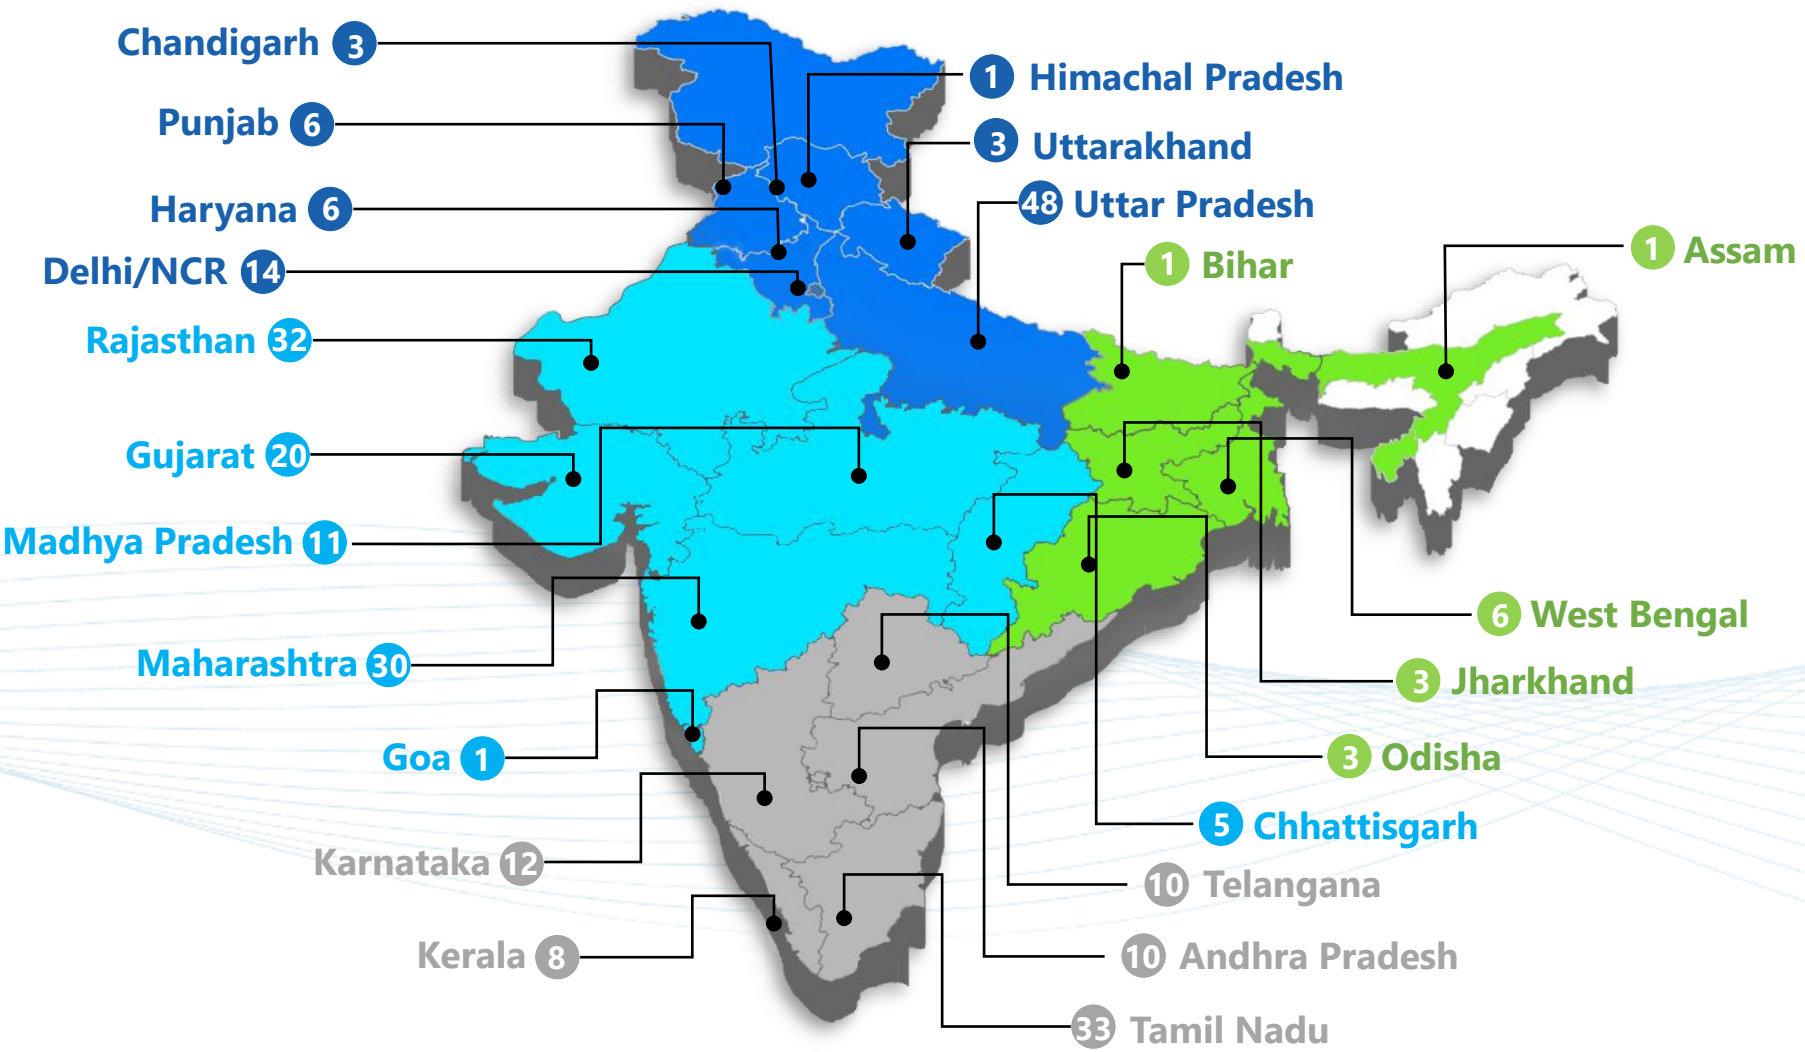 Chandigarh 3
Punjab 6
Haryana 6
Delhi/NCR 14
Rajasthan 32
Gujarat 20
Madhya Pradesh 11
Maharashtra 30
Goa 1
Karnataka 12
Kerala 8
1 Himachal Pradesh
3 Uttarakhand
48 Uttar Pradesh
1 Bihar
1 Assam
6 West Bengal
3 Jharkhand
3 Odisha
5 Chhattisgarh
10 Telangana
10 Andhra Pradesh
33 Tamil Nadu